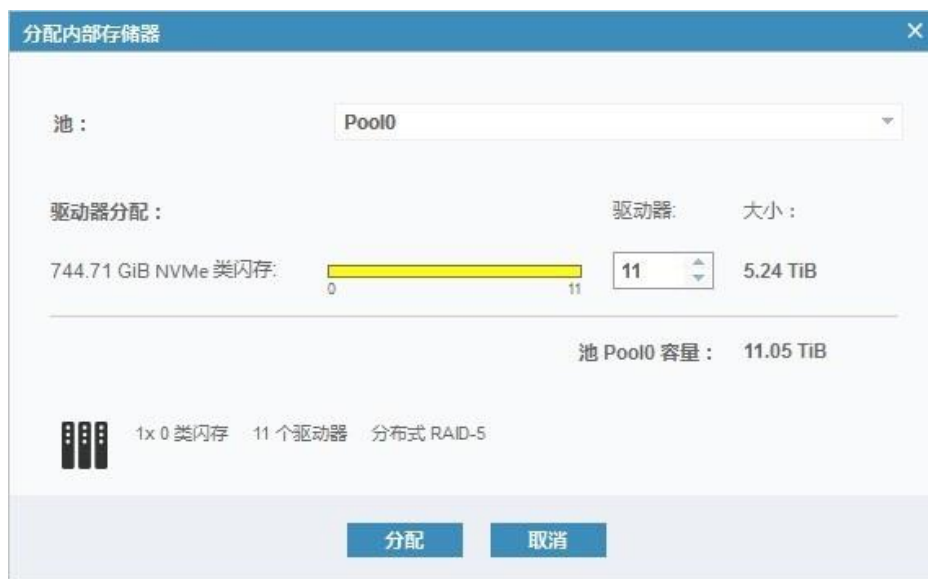 分配内部存储器
池： Pool0
驱动器分配： 驱动器: 大小：
744.71 GiB NVMe 类闪存: 11 5.24 TiB
0 11
池 Pool0 容量： 11.05 TiB
1x 0 类闪存 11 个驱动器 分布式 RAID-5
分配 取消